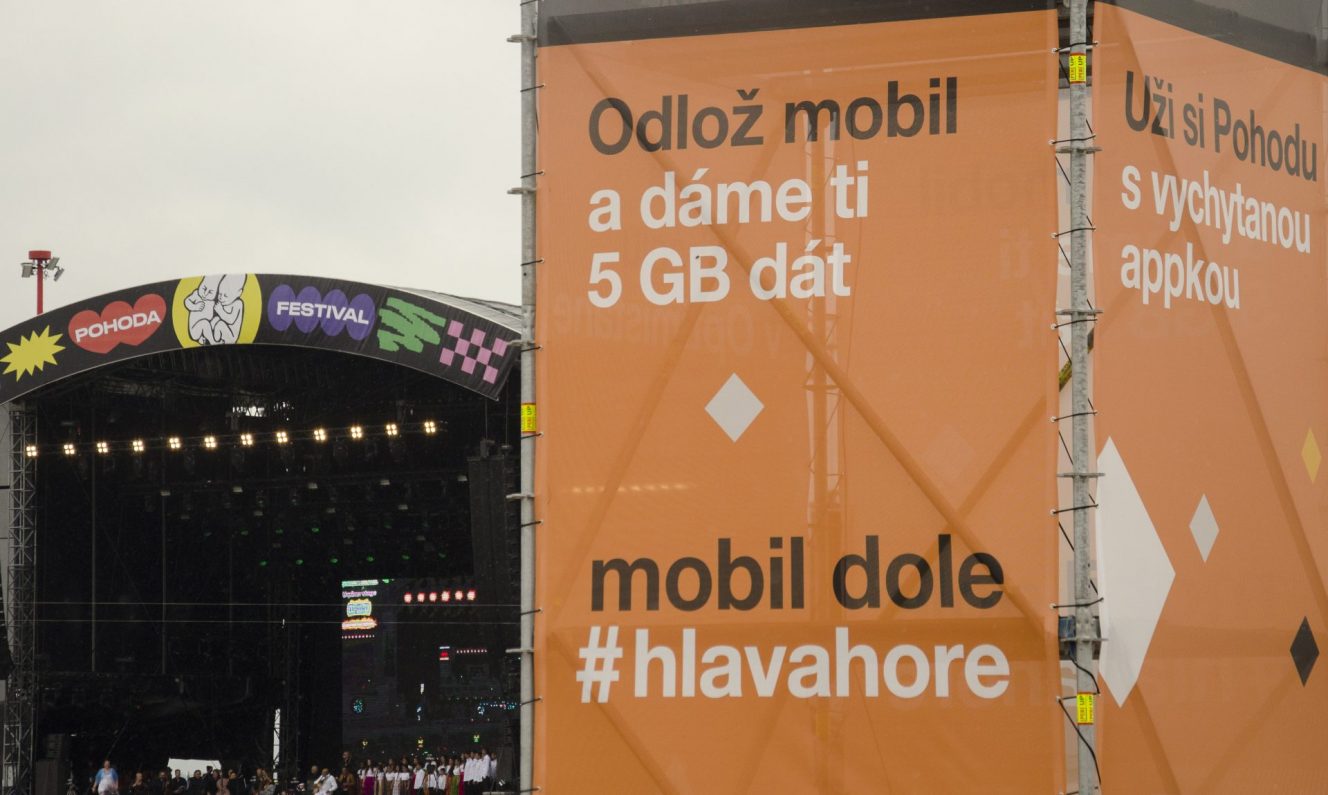 POHODA
FESTIVAL
Odlož mobil
a dáme ti
5 GB dát
mobil dole
#hlavahore
Uži si Pohodu
s vychytanou
appkou